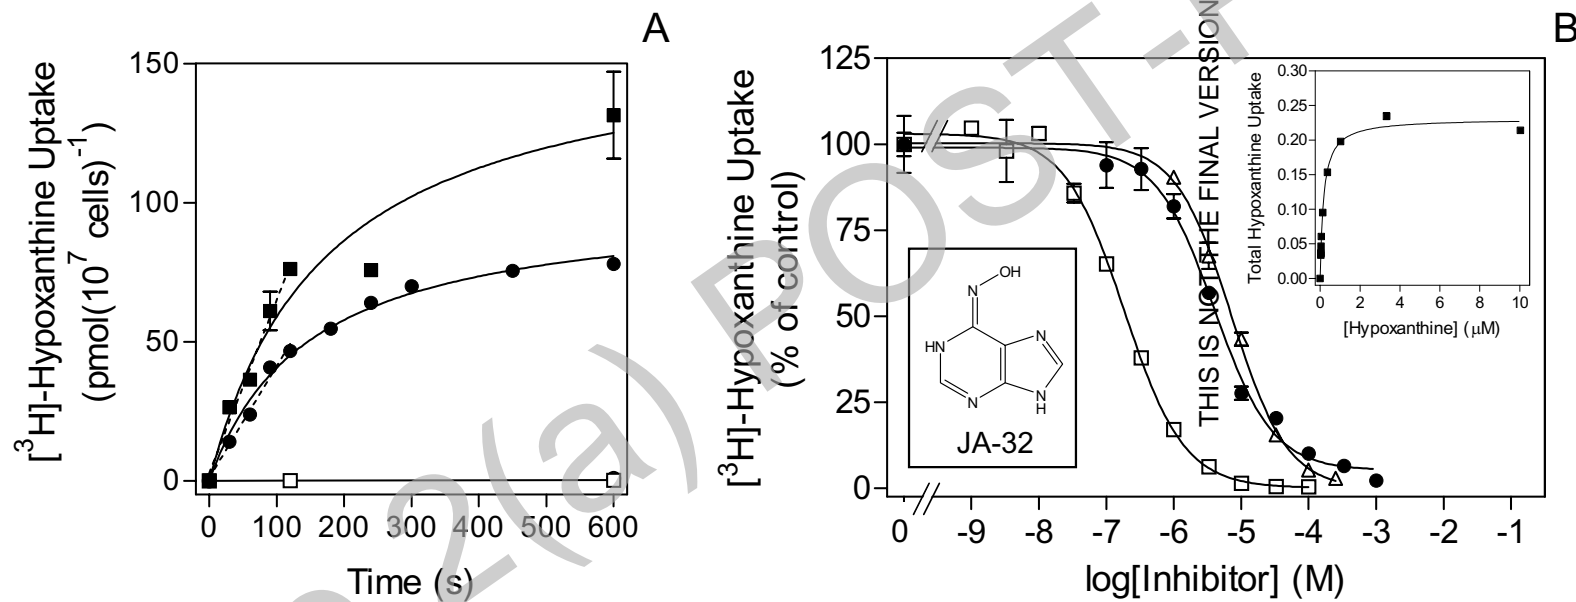 A
[³H]-Hypoxanthine Uptake
(pmol(10⁷ cells)⁻¹)
150
100
50
0
0 100 200 300 400 500 600
Time (s)
B
[³H]-Hypoxanthine Uptake
(% of control)
125
100
75
50
25
0
0 -9 -8 -7 -6 -5 -4 -3 -2 -1
log[Inhibitor] (M)
OH
N
HN
N
N
N
H
JA-32
THIS IS NOT THE FINAL VERSION
Total Hypoxanthine Uptake
0.30
0.25
0.20
0.15
0.10
0.05
0.00
0 2 4 6 8 10
[Hypoxanthine] (μM)
2(a) POST-